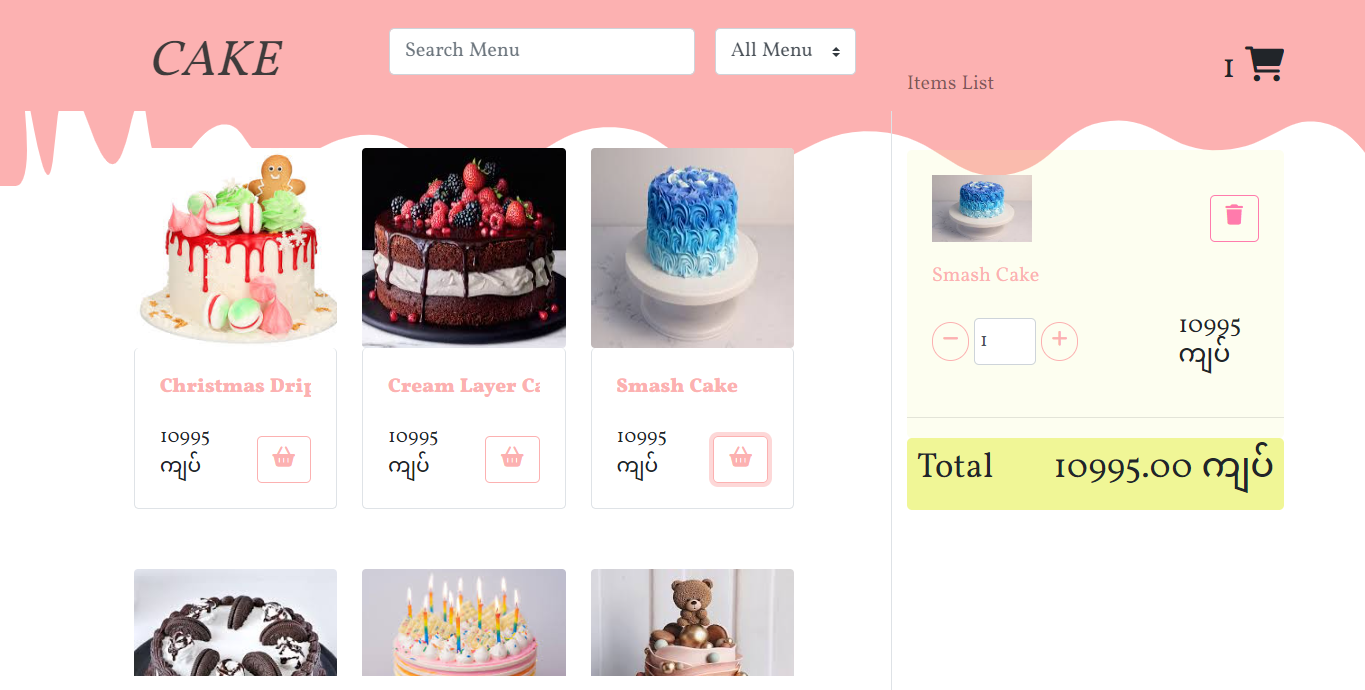 CAKE
Search Menu
All Menu
Items List
1
Christmas Drip
Cream Layer Ca
Smash Cake
10995
ကျပ်
10995
ကျပ်
10995
ကျပ်
Smash Cake
1
10995
ကျပ်
Total 10995.00 ကျပ်